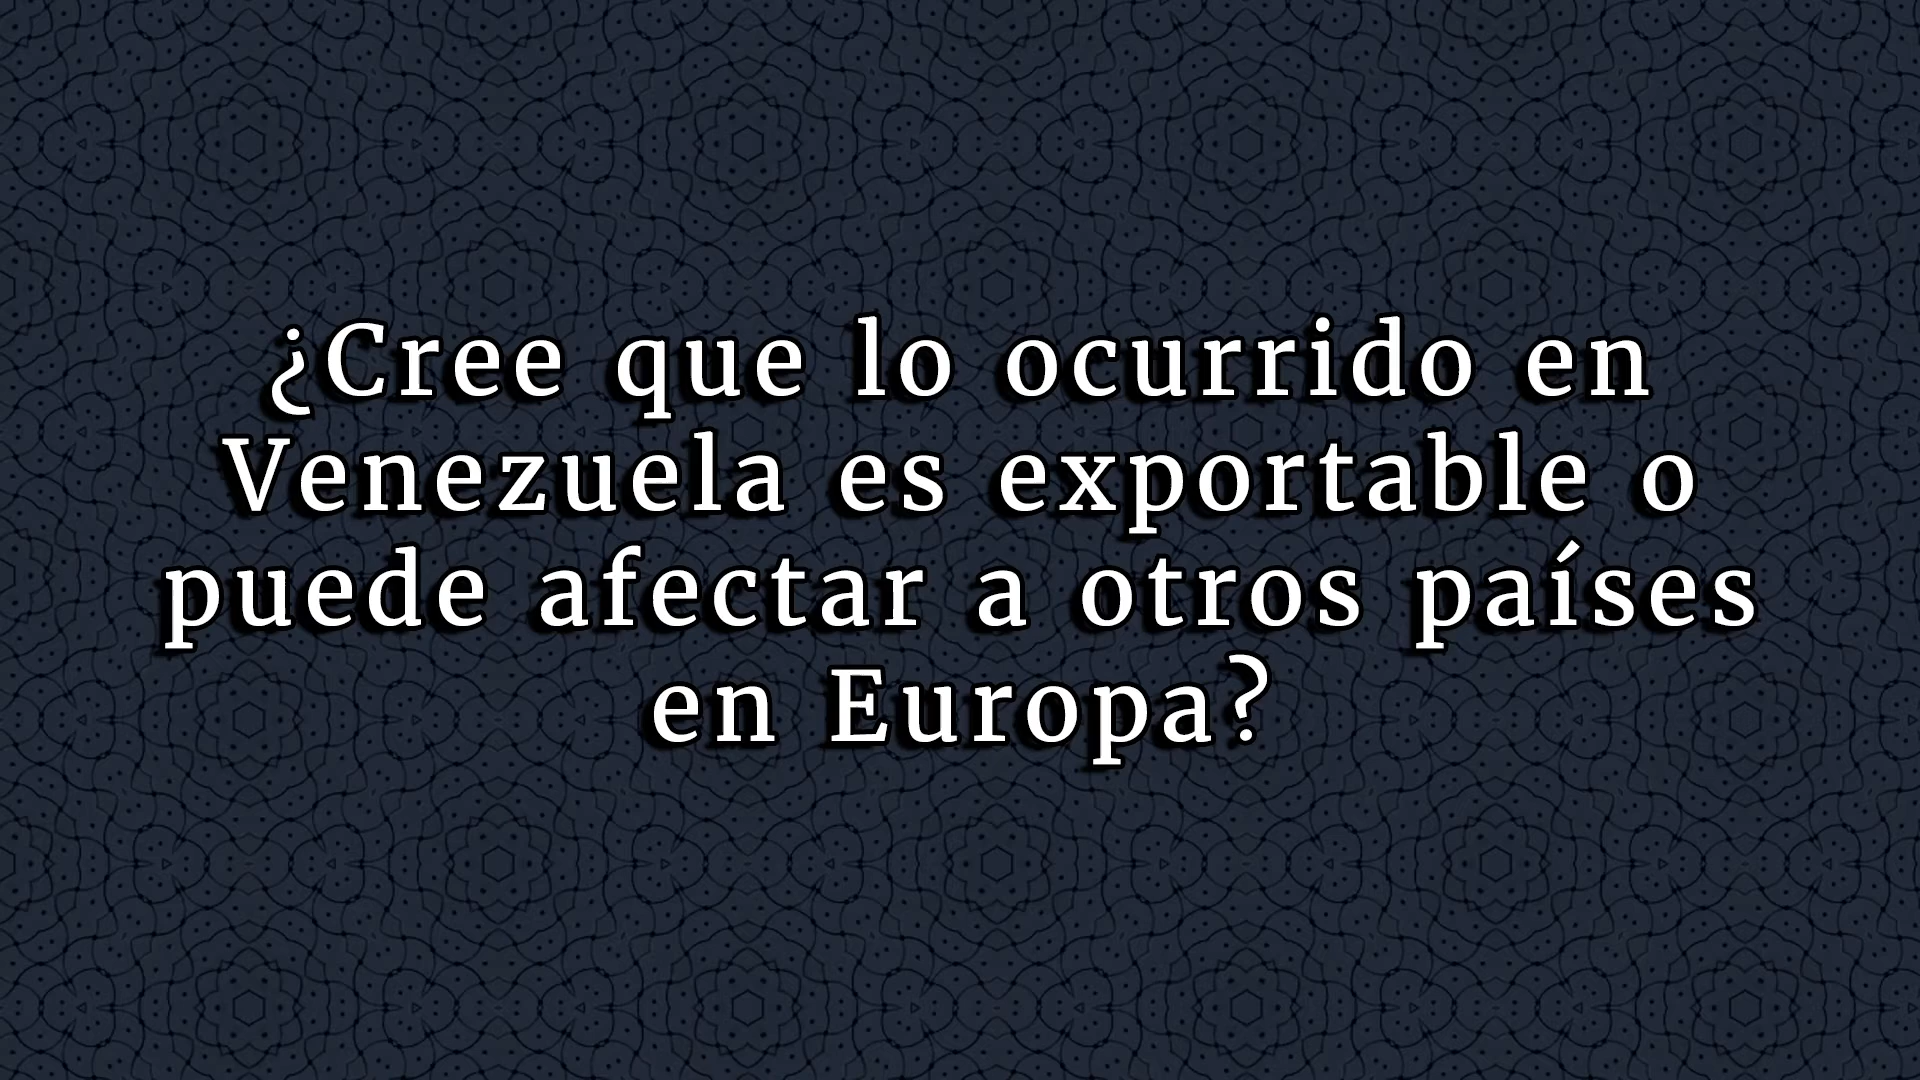 ¿Cree que lo ocurrido en
Venezuela es exportable o
puede afectar a otros países
en Europa?